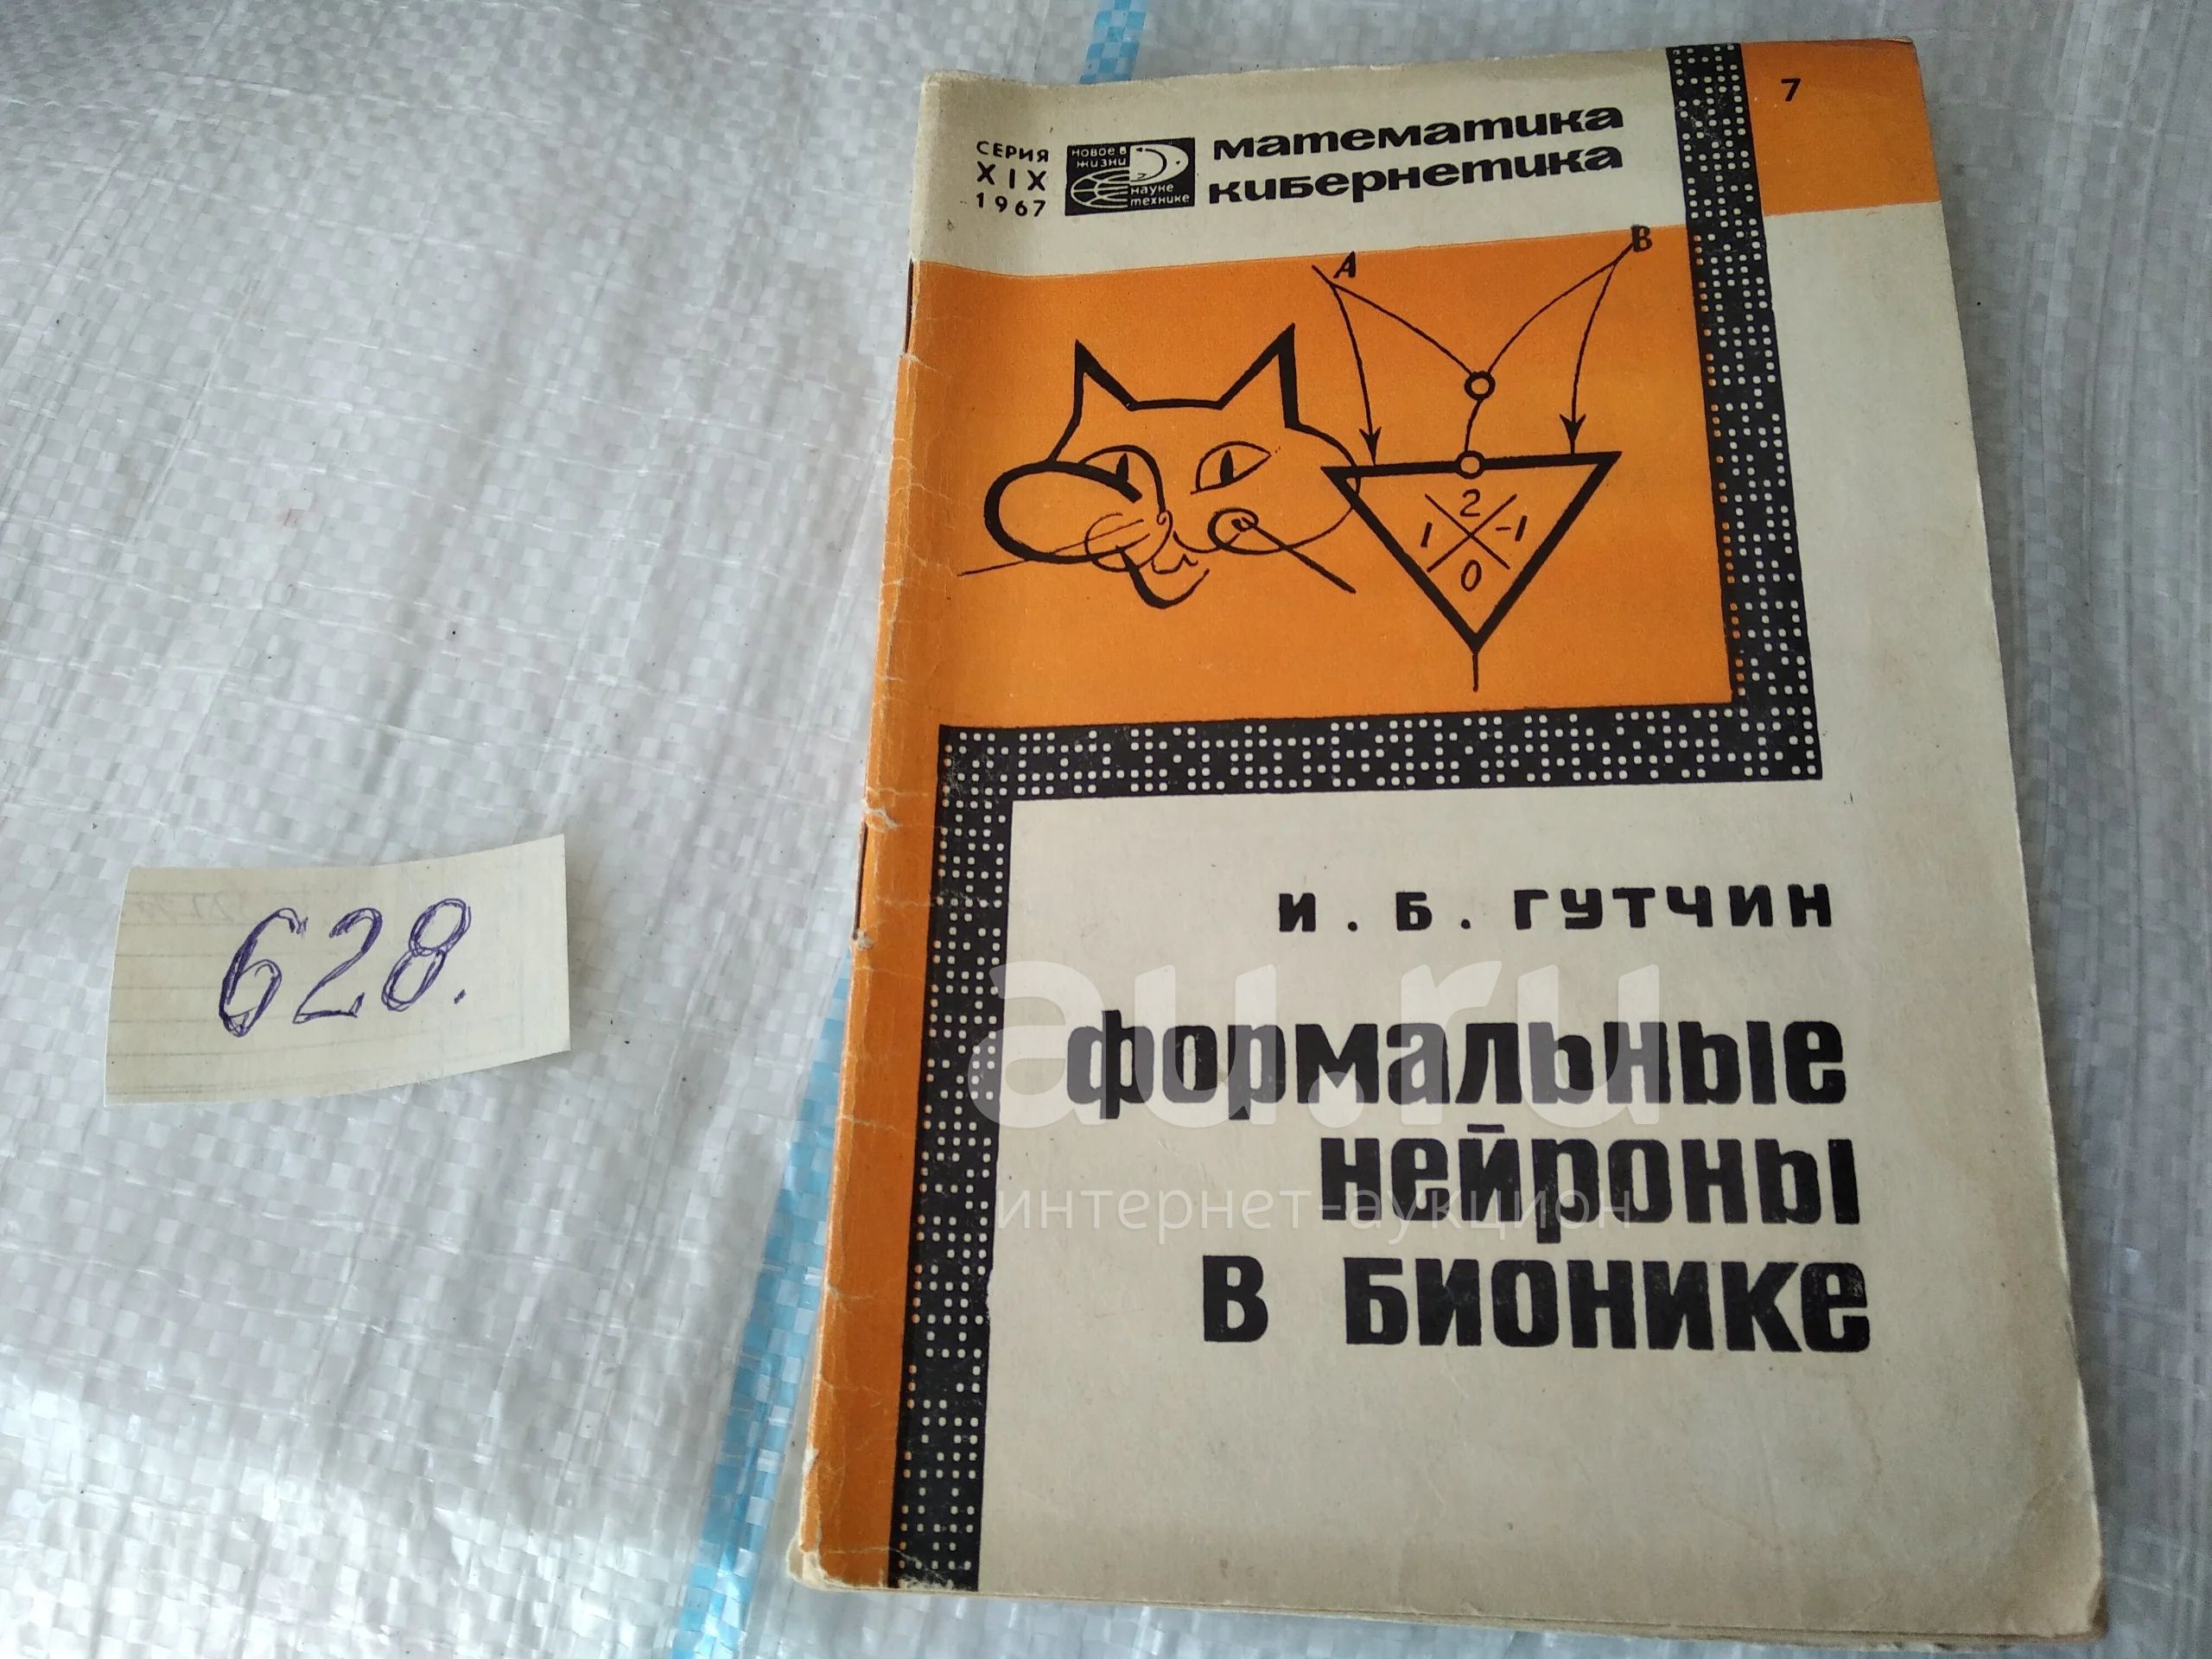 7
СЕРИЯ
XIX
1967
новое в
жизни
науке
технике
математика
кибернетика
A
B
2
1
-1
0
И. Б. ГУТЧИН
формальные
нейроны
в бионике
628.
au.ru
интернет-аукцион